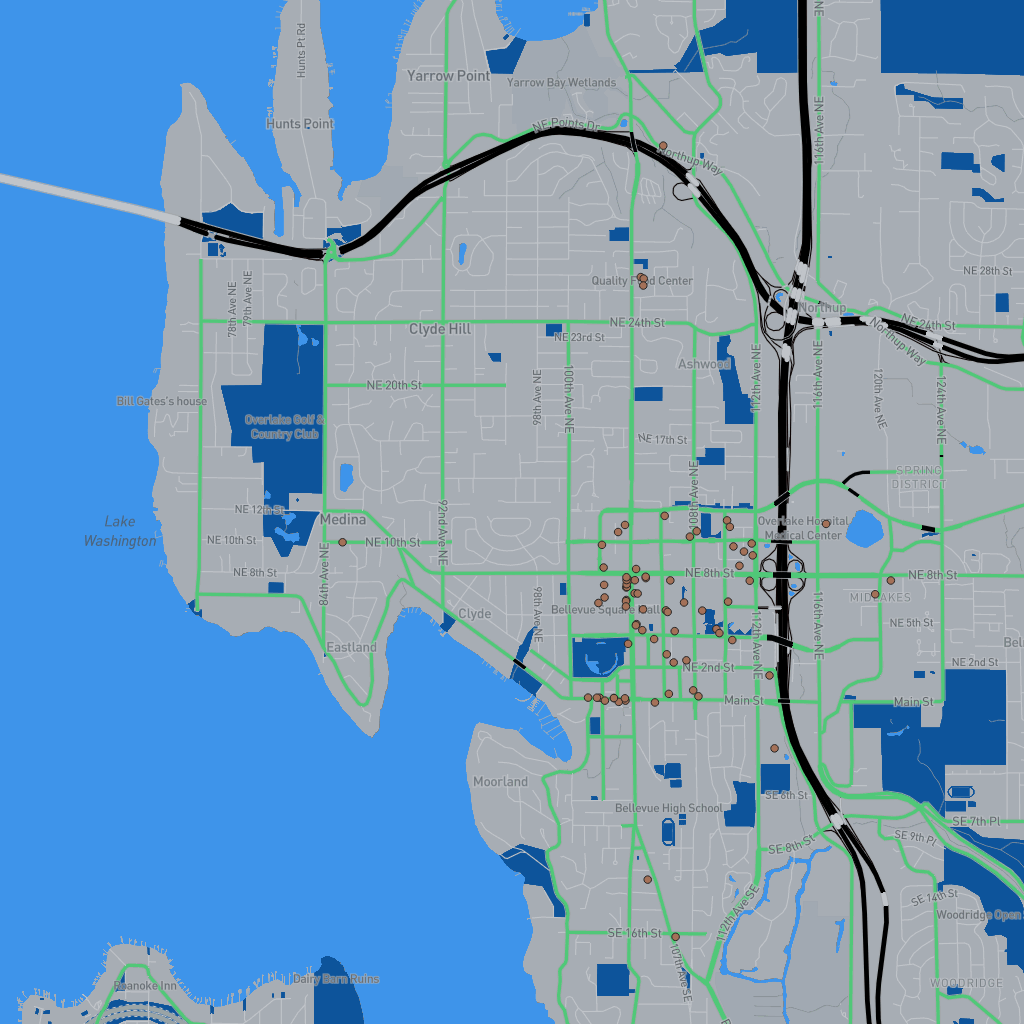 Hunts Pt Rd
116th Ave NE
Yarrow Point
Yarrow Bay Wetlands
Hunts Point
NE Points Dr
116th Ave NE
Northup Way
NE 28th St
78th Ave NE
79th Ave NE
Quality Food Center
Northup
NE 24th St
NE 24th St
Clyde Hill
NE 23rd St
Northup Way
Ashwood
NE 20th St
98th Ave NE
100th Ave NE
112th Ave NE
116th Ave NE
120th Ave NE
124th Ave NE
Bill Gates's house
Overlake Golf &
Country Club
NE 17th St
SPRING
DISTRICT
108th Ave NE
NE 12th St
Medina
92nd Ave NE
Lake
Washington
NE 10th St
NE 10th St
Overlake Hospital
Medical Center
NE 8th St
84th Ave NE
NE 8th St
NE 8th St
Clyde
98th Ave NE
Bellevue Square Mall
112th Ave NE
116th Ave NE
MIDLAKES
NE 5th St
Eastland
NE 2nd St
NE 2nd St
Main St
Main St
Moorland
SE 6th St
Bellevue High School
SE 7th Pl
SE 8th St
SE 9th Pl
SE 14th St
112th Ave SE
Woodridge Open
SE 16th St
107th Ave SE
Roanoke Inn
Dairy Barn Ruins
WOODRIDGE